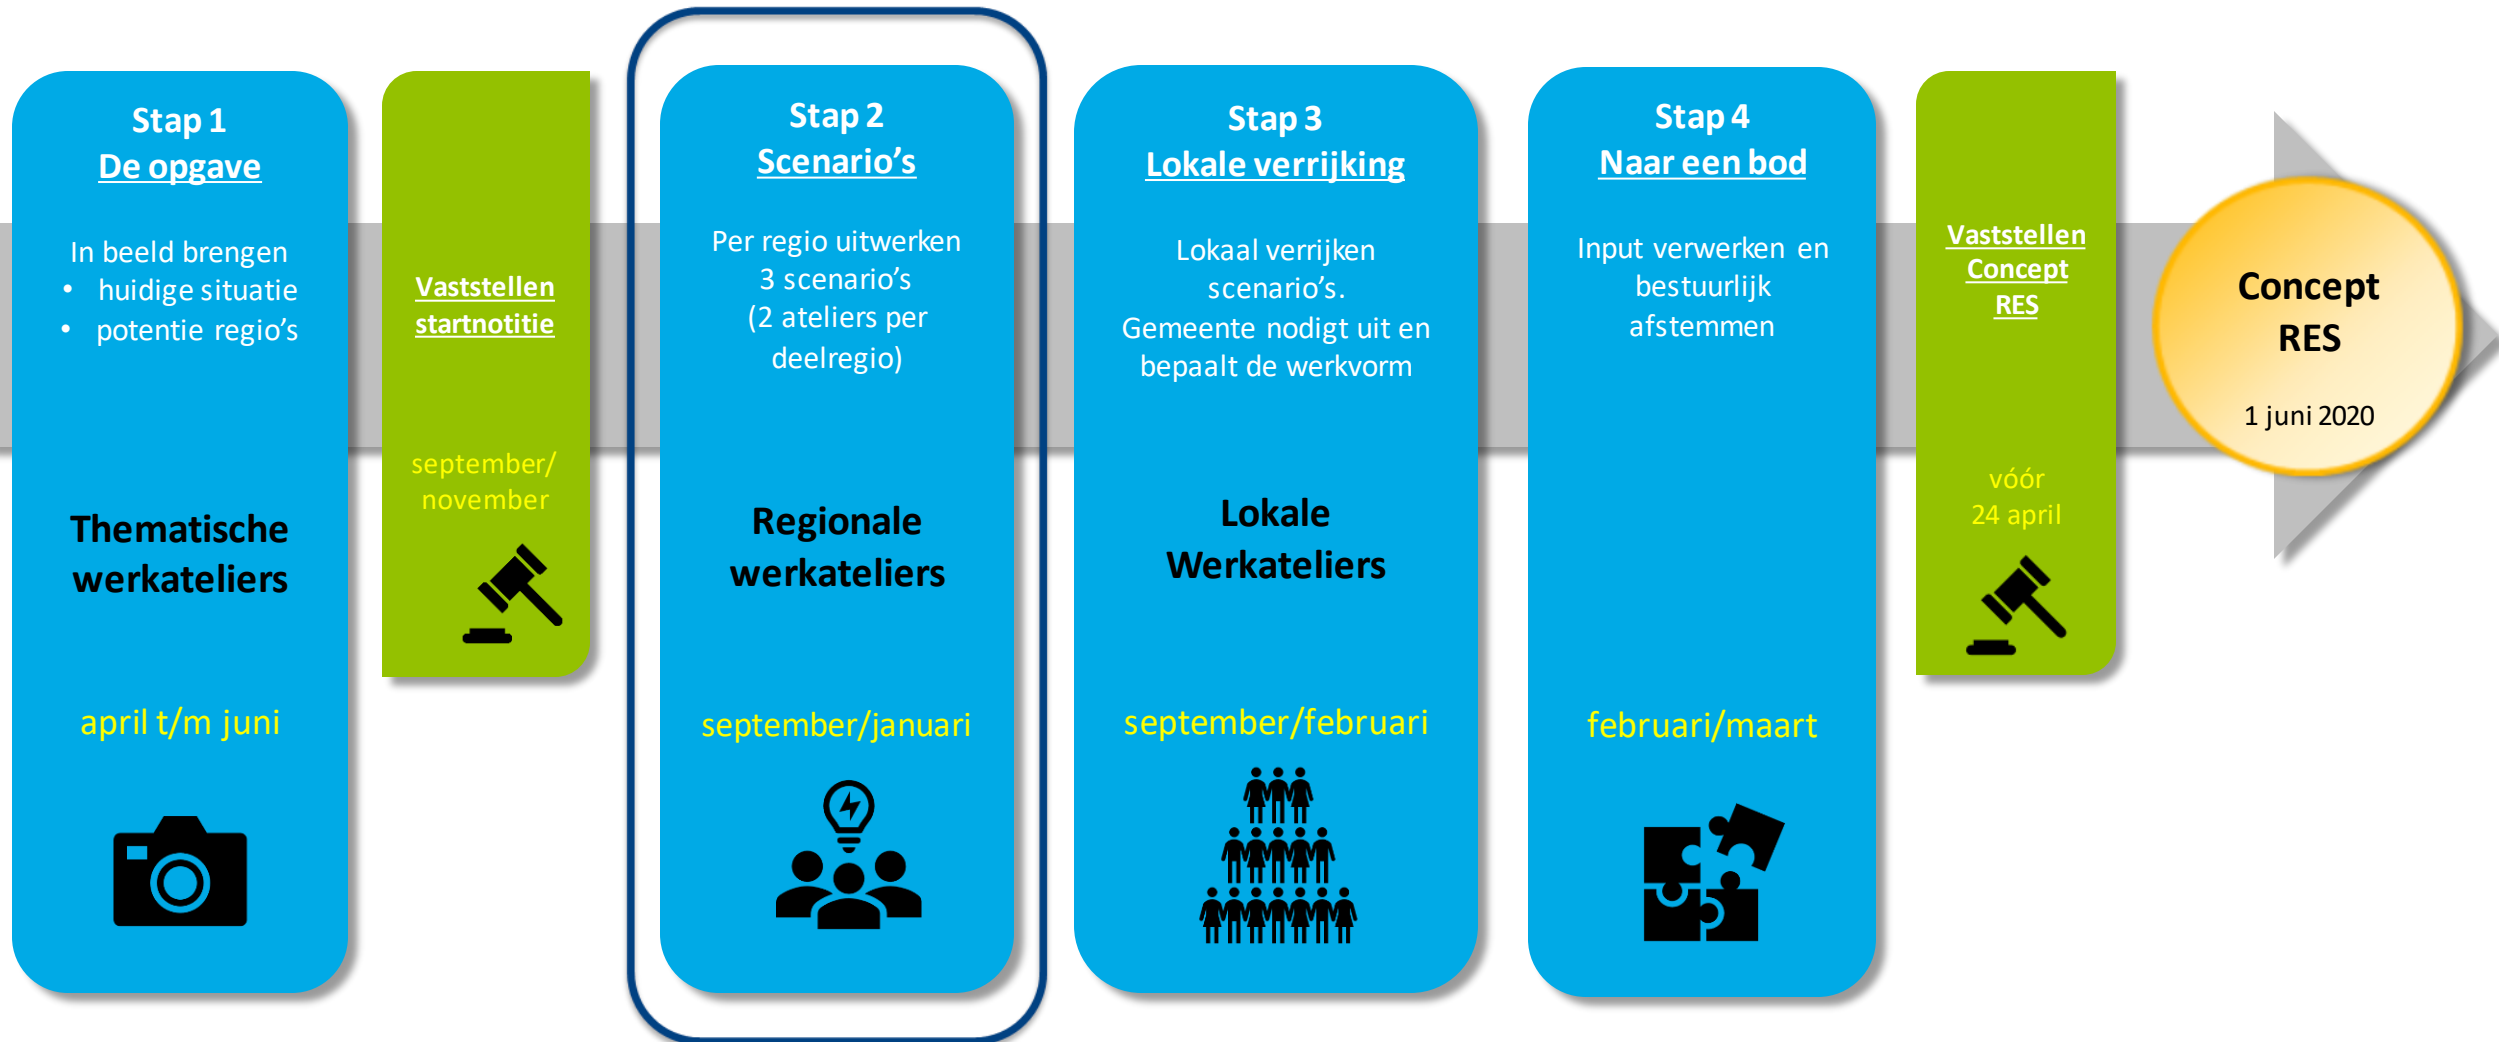 Stap 1
De opgave
In beeld brengen
• huidige situatie
• potentie regio's
Thematische
werkateliers
april t/m juni
Vaststellen
startnotitie
september/
november
Stap 2
Scenario's
Per regio uitwerken
3 scenario's
(2 ateliers per
deelregio)
Regionale
werkateliers
september/januari
Stap 3
Lokale verrijking
Lokaal verrijken
scenario's.
Gemeente nodigt uit en
bepaalt de werkvorm
Lokale
Werkateliers
september/februari
Stap 4
Naar een bod
Input verwerken en
bestuurlijk
afstemmen
februari/maart
Vaststellen
Concept
RES
vóór
24 april
Concept
RES
1 juni 2020